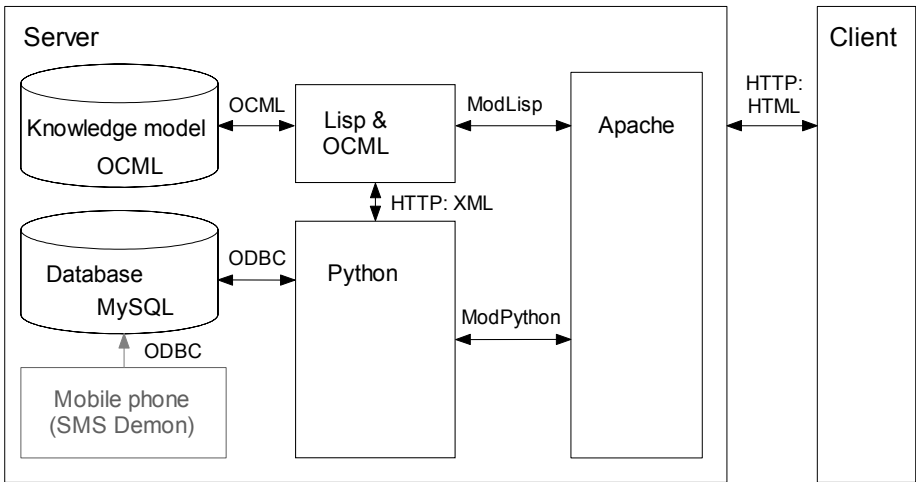 Server
Client
Knowledge model
OCML
OCML
Lisp &
OCML
ModLisp
Apache
HTTP:
HTML
HTTP: XML
Database
MySQL
ODBC
Python
ModPython
ODBC
Mobile phone
(SMS Demon)